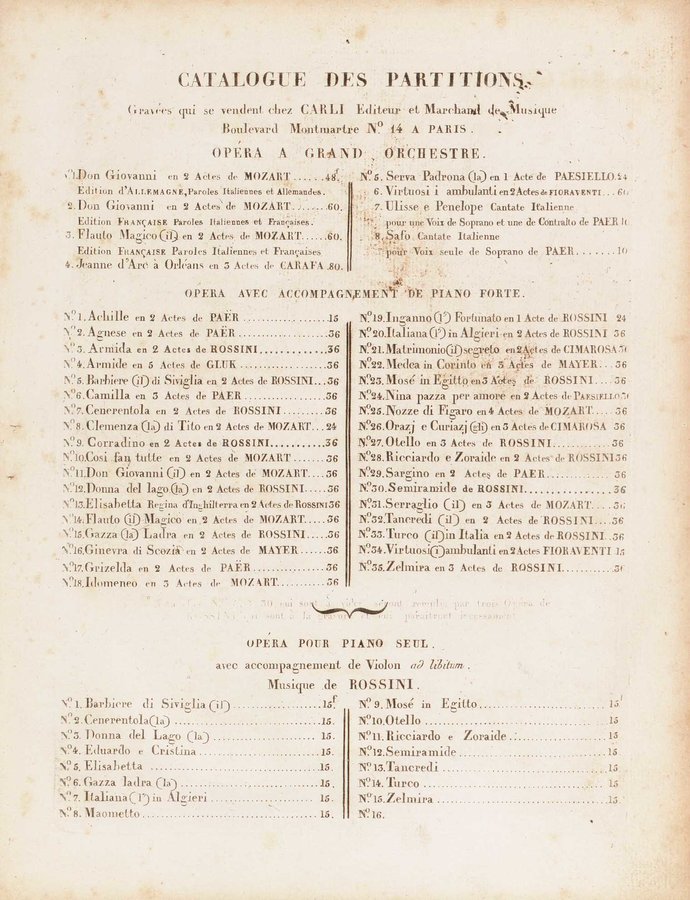 CATALOGUE DES PARTITIONS,
Gravées qui se vendent chez CARLI Editeur et Marchand de Musique
Boulevard Montmartre Nº 14 A PARIS.
OPÉRA A GRAND ORCHESTRE.
1. Don Giovanni en 2 Actes de MOZART......48f
Edition d'ALLEMAGNE, Paroles Italiennes et Allemandes.
2. Don Giovanni en 2 Actes de MOZART.....60.
Edition FRANÇAISE Paroles Italiennes et Françaises.
3. Flauto Magico (il) en 2 Actes de MOZART......60.
Edition FRANÇAISE Paroles Italiennes et Françaises
4. Jeanne d'Arc à Orléans en 3 Actes de CARAFA.80.
Nº 5. Serva Padrona (la) en 1 Acte de PAESIELLO.24
6. Virtuosi i ambulanti en 2 Actes de FIORAVENTI...60
7. Ulisse e Penelope Cantate Italienne
pour une Voix de Soprano et une de Contralto de PAER
8. Safo Cantate Italienne
pour Voix seule de Soprano de PAER.......10
OPERA AVEC ACCOMPAGNEMENT DE PIANO FORTE.
Nº 1. Achille en 2 Actes de PAËR..............15
Nº 2. Agnese en 2 Actes de PAËR..............36
Nº 3. Armida en 2 Actes de ROSSINI............36
Nº 4. Armide en 5 Actes de GLUK..............36
Nº 5. Barbiere (il) di Siviglia en 2 Actes de ROSSINI...36
Nº 6. Camilla en 3 Actes de PAER..............36
Nº 7. Cenerentola en 2 Actes de ROSSINI........36
Nº 8. Clemenza (la) di Tito en 2 Actes de MOZART...24
Nº 9. Corradino en 2 Actes de ROSSINI..........36
Nº 10. Cosi fan tutte en 2 Actes de MOZART......36
Nº 11. Don Giovanni (il) en 2 Actes de MOZART....36
Nº 12. Donna del lago (la) en 2 Actes de ROSSINI.....36
Nº 13. Elisabetta Regina d'Inghilterra en 2 Actes de ROSSINI 36
Nº 14. Flauto (il) Magico en 2 Actes de MOZART.....36
Nº 15. Gazza (la) Ladra en 2 Actes de ROSSINI.....36
Nº 16. Ginevra di Scozia en 2 Actes de MAYER....36
Nº 17. Grizelda en 2 Actes de PAËR............36
Nº 18. Idomeneo en 3 Actes de MOZART..........36
Nº 19. Inganno (l') Fortunato en 1 Acte de ROSSINI 24
Nº 20. Italiana (l') in Algieri en 2 Actes de ROSSINI 36
Nº 21. Matrimonio (il) segreto en 2 Actes de CIMAROSA.36
Nº 22. Medea in Corinto en 3 Actes de MAYER...36
Nº 23. Mosé in Egitto en 3 Actes de ROSSINI....36
Nº 24. Nina pazza per amore en 2 Actes de PAESIELLO 36
Nº 25. Nozze di Figaro en 4 Actes de MOZART....36
Nº 26. Orazj e Curiazj (gli) en 3 Actes de CIMAROSA 36
Nº 27. Otello en 3 Actes de ROSSINI..........36
Nº 28. Ricciardo e Zoraide en 2 Actes de ROSSINI 36
Nº 29. Sargino en 2 Actes de PAER............36
Nº 30. Semiramide de ROSSINI................36
Nº 31. Serraglio (il) en 3 Actes de MOZART....36
Nº 32. Tancredi (il) en 2 Actes de ROSSINI....36
Nº 33. Turco (il) in Italia en 2 Actes de ROSSINI.36
Nº 34. Virtuosi (i) ambulanti en 2 Actes FIORAVENTI 15
Nº 35. Zelmira en 3 Actes de ROSSINI..........36
OPÉRA POUR PIANO SEUL.
avec accompagnement de Violon ad libitum.
Musique de ROSSINI.
Nº 1. Barbiere di Siviglia (il)................15f
Nº 2. Cenerentola (la)......................15.
Nº 3. Donna del Lago (la)..................15.
Nº 4. Eduardo e Cristina....................15.
Nº 5. Elisabetta............................15.
Nº 6. Gazza ladra (la)......................15.
Nº 7. Italiana (l') in Algieri..................15.
Nº 8. Maometto............................15.
Nº 9. Mosé in Egitto......................15f
Nº 10. Otello..............................15
Nº 11. Ricciardo e Zoraide..................15.
Nº 12. Semiramide........................15
Nº 13. Tancredi............................15.
Nº 14. Turco..............................15.
Nº 15. Zelmira............................15.
Nº 16.